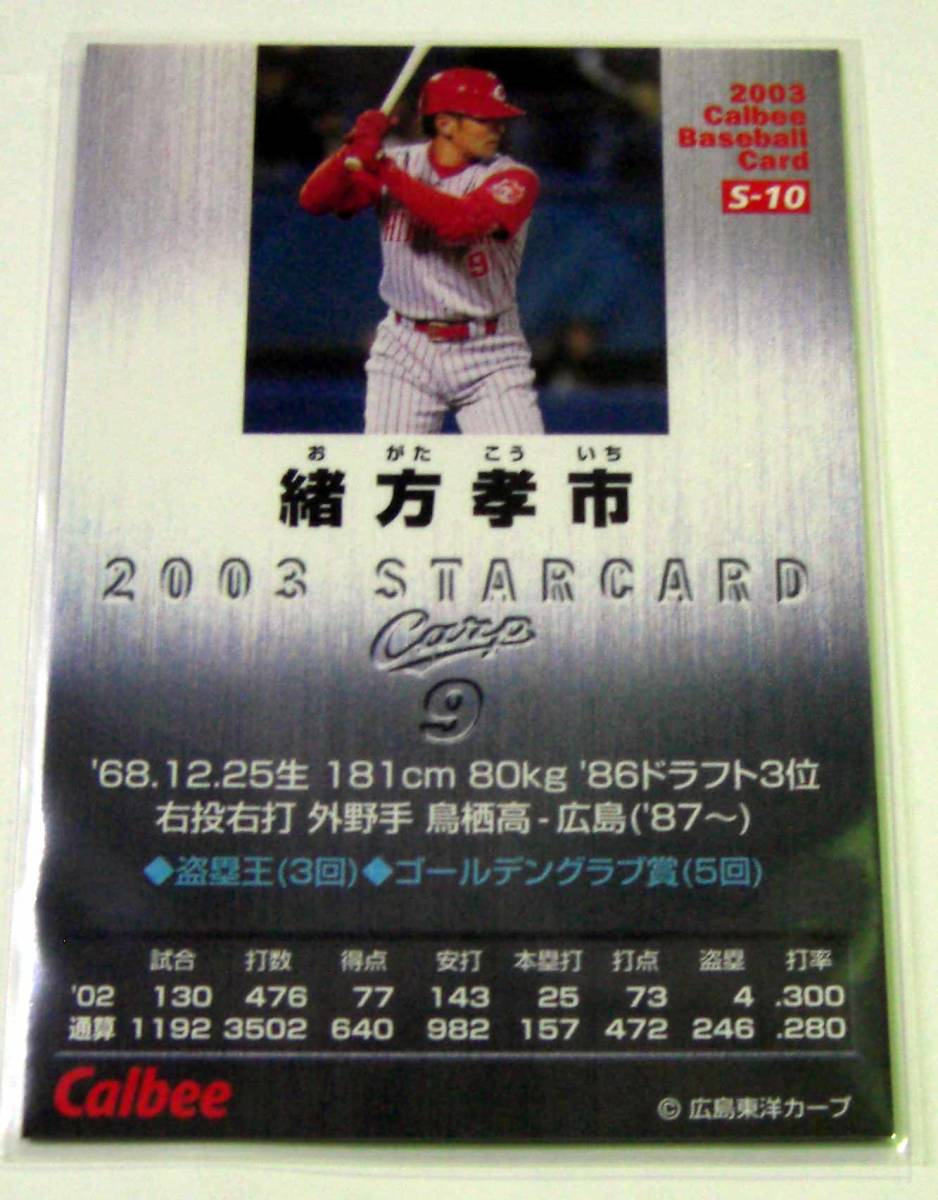 2003
Calbee
Baseball
Card
S-10
9
お がた こう いち
緒方孝市
2003 STARCARD
Carp
9
'68.12.25生 181cm 80kg '86ドラフト3位
右投右打 外野手 鳥栖高-広島('87〜)
◆盗塁王(3回)◆ゴールデングラブ賞(5回)
試合 打数 得点 安打 本塁打 打点 盗塁 打率
'02 130 476 77 143 25 73 4 .300
通算 1192 3502 640 982 157 472 246 .280
Calbee
© 広島東洋カープ